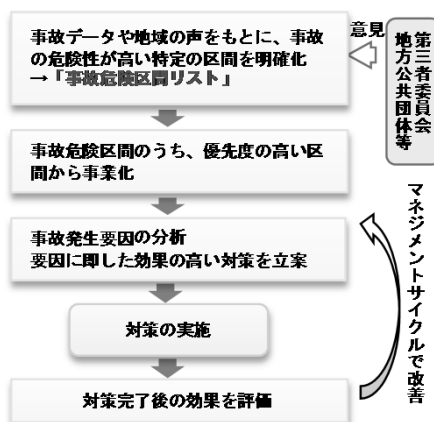 事故データや地域の声をもとに、事故
の危険性が高い特定の区間を明確化
→「事故危険区間リスト」
意見
第三者委員会
地方公共団体等
事故危険区間のうち、優先度の高い区
間から事業化
事故発生要因の分析
要因に即した効果の高い対策を立案
対策の実施
対策完了後の効果を評価
マネジメントサイクルで改善